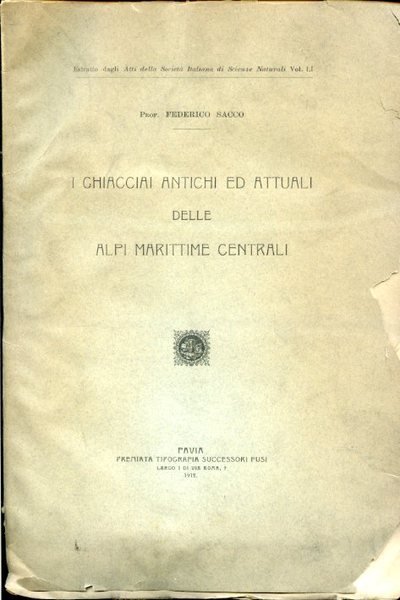 Estratto dagli Atti della Società Italiana di Scienze Naturali Vol. LI
Prof. FEDERICO SACCO
I GHIACCIAI ANTICHI ED ATTUALI
DELLE
ALPI MARITTIME CENTRALI
PAVIA
PREMIATA TIPOGRAFIA SUCCESSORI FUSI
LARGO I DI VIA ROMA, 7.
1912.